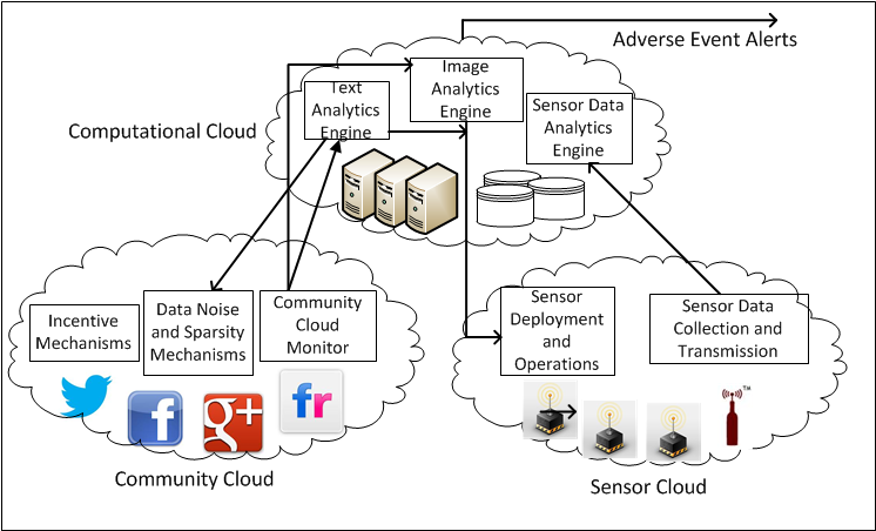 Adverse Event Alerts
Image
Analytics
Engine
Text
Analytics
Engine
Sensor Data
Analytics
Engine
Computational Cloud
Incentive
Mechanisms
Data Noise
and Sparsity
Mechanisms
Community
Cloud
Monitor
Sensor
Deployment
and
Operations
Sensor Data
Collection and
Transmission
f
g+
fr
TM
Community Cloud
Sensor Cloud